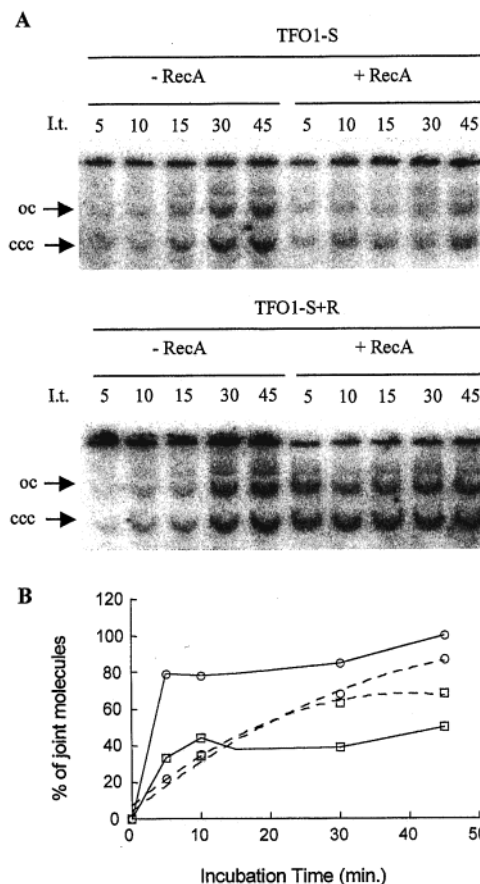 A
TFO1-S
- RecA + RecA
I.t. 5 10 15 30 45 5 10 15 30 45
oc
ccc
TFO1-S+R
- RecA + RecA
I.t. 5 10 15 30 45 5 10 15 30 45
oc
ccc
B
% of joint molecules
120
100
80
60
40
20
0
0 10 20 30 40 50
Incubation Time (min.)